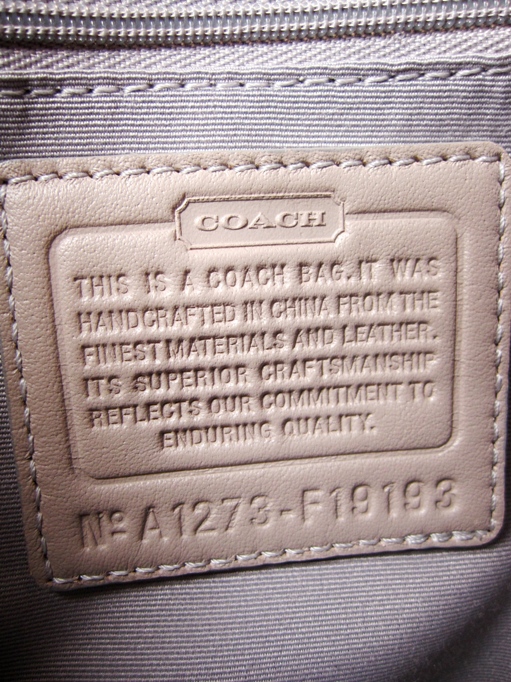 COACH
THIS IS A COACH BAG. IT WAS
HANDCRAFTED IN CHINA FROM THE
FINEST MATERIALS AND LEATHER.
ITS SUPERIOR CRAFTSMANSHIP
REFLECTS OUR COMMITMENT TO
ENDURING QUALITY.
Nº A1273-F19193